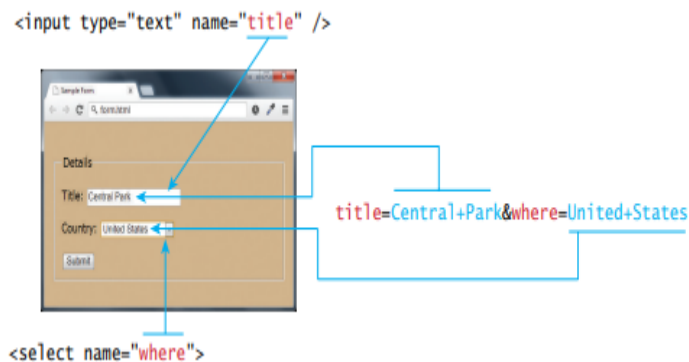 <input type="text" name="title" />
Sample Form
form.html
Details
Title: Central Park
Country: United States
Submit
title=Central+Park&where=United+States
<select name="where">